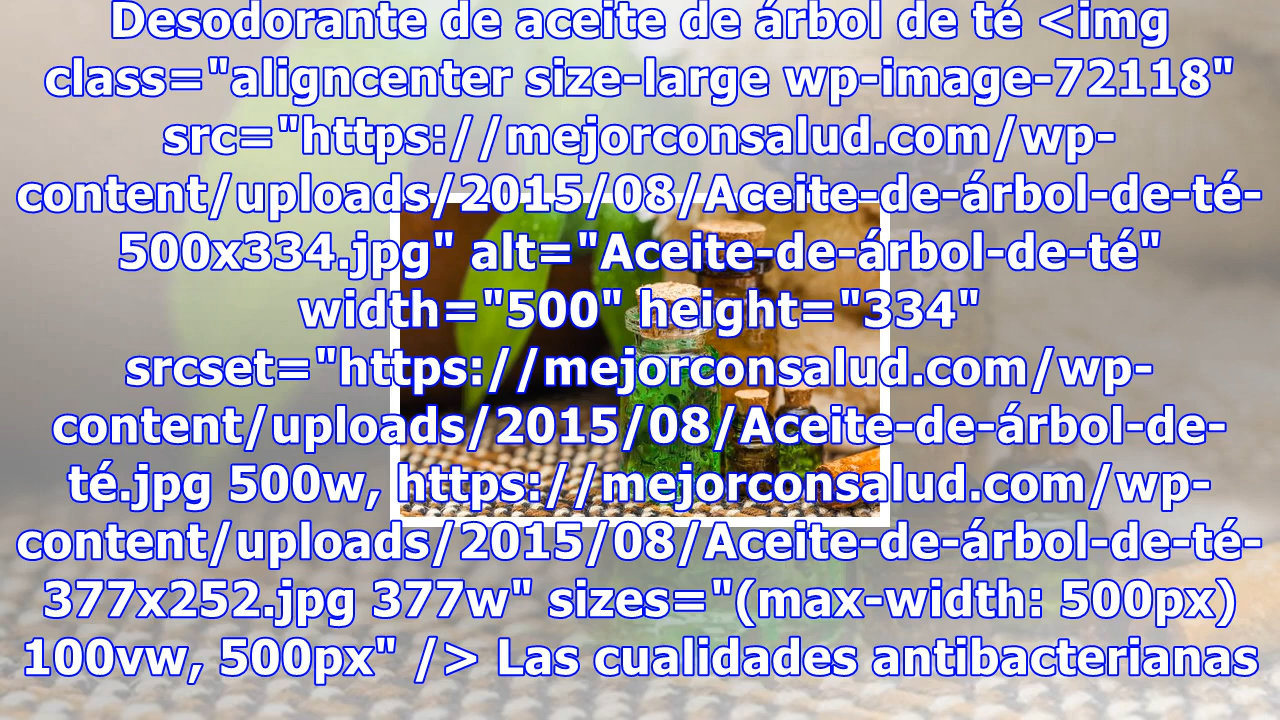 Desodorante de aceite de árbol de té <img
class="aligncenter size-large wp-image-72118"
src="https://mejorconsalud.com/wp-
content/uploads/2015/08/Aceite-de-árbol-de-té-
500x334.jpg" alt="Aceite-de-árbol-de-té"
width="500" height="334"
srcset="https://mejorconsalud.com/wp-
content/uploads/2015/08/Aceite-de-árbol-de-
té.jpg 500w, https://mejorconsalud.com/wp-
content/uploads/2015/08/Aceite-de-árbol-de-té-
377x252.jpg 377w" sizes="(max-width: 500px)
100vw, 500px" /> Las cualidades antibacterianas